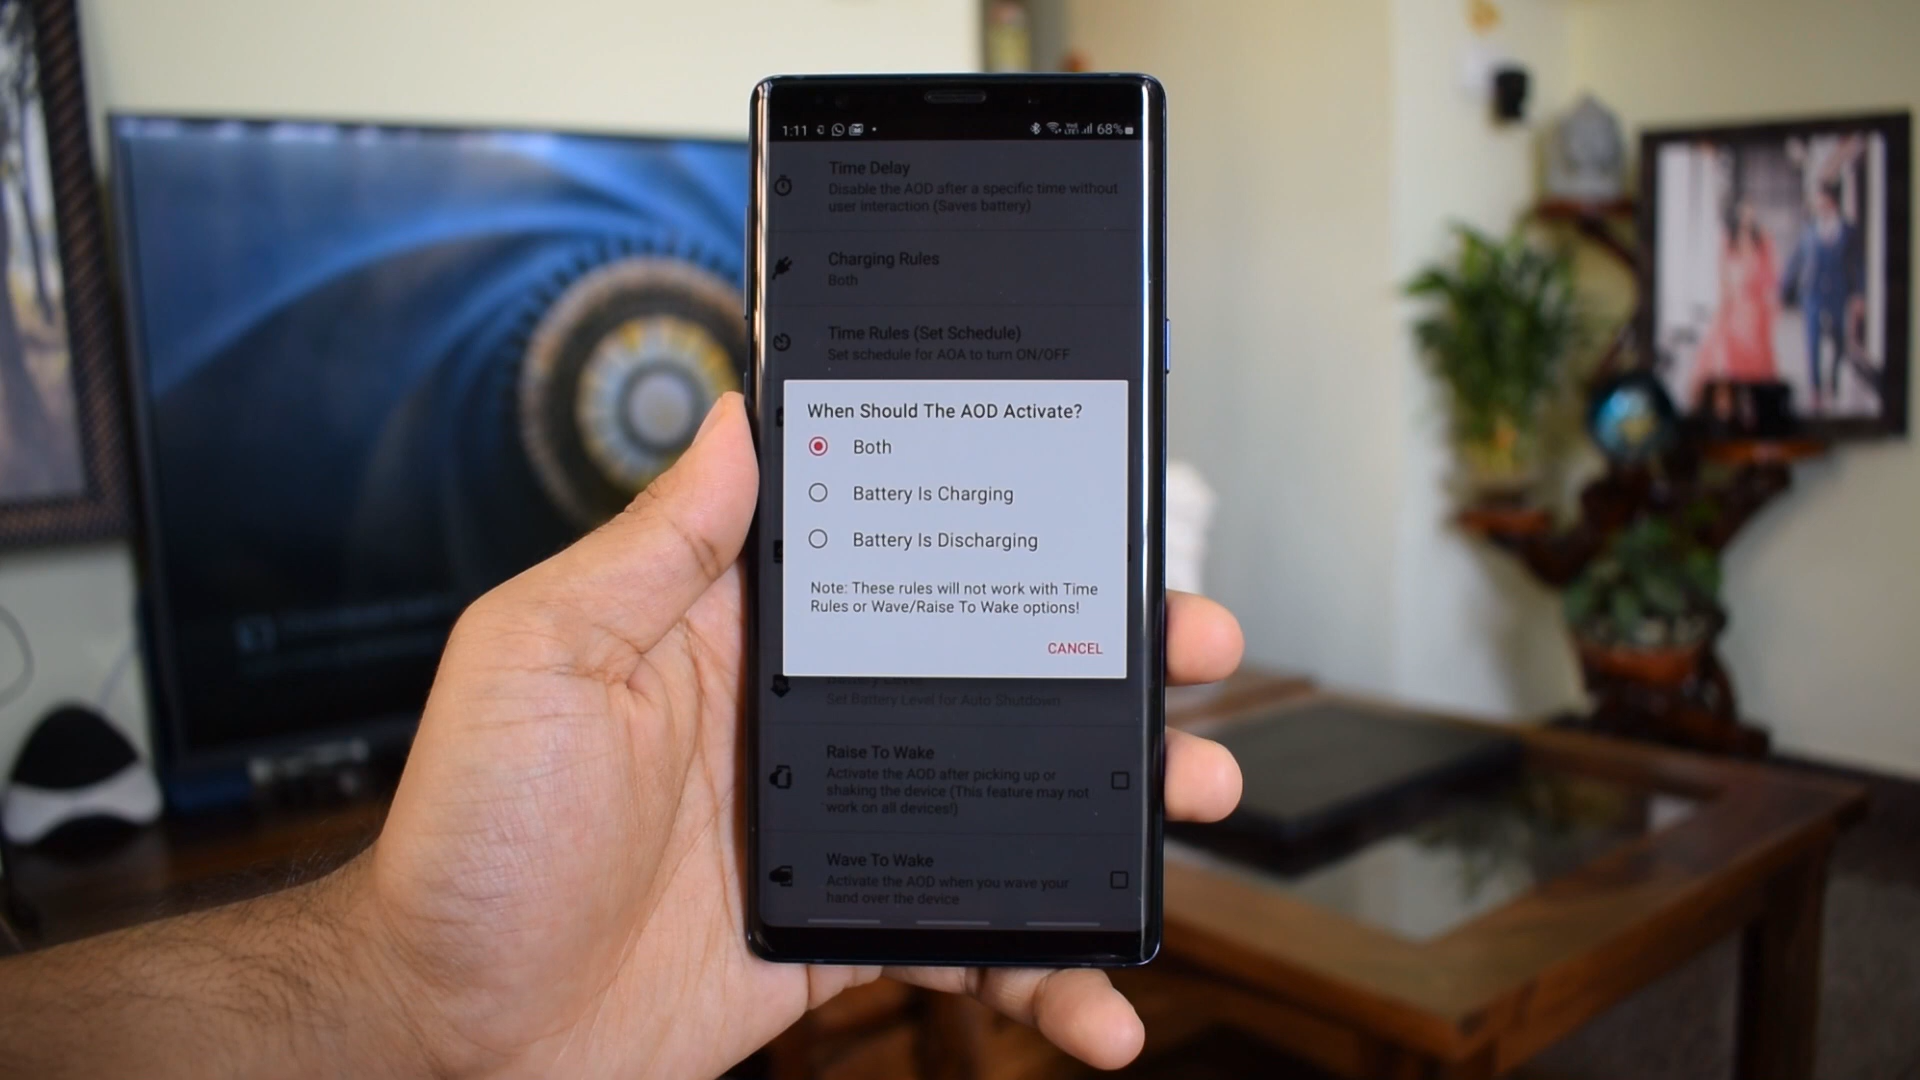 1:11
68%
Time Delay
Disable the AOD after a specific time without
user interaction (Saves battery)
Charging Rules
Both
Time Rules (Set Schedule)
Set schedule for AOA to turn ON/OFF
When Should The AOD Activate?
Both
Battery Is Charging
Battery Is Discharging
Note: These rules will not work with Time
Rules or Wave/Raise To Wake options!
CANCEL
Battery Level
Set Battery Level for Auto Shutdown
Raise To Wake
Activate the AOD after picking up or
shaking the device (This feature may not
work on all devices!)
Wave To Wake
Activate the AOD when you wave your
hand over the device